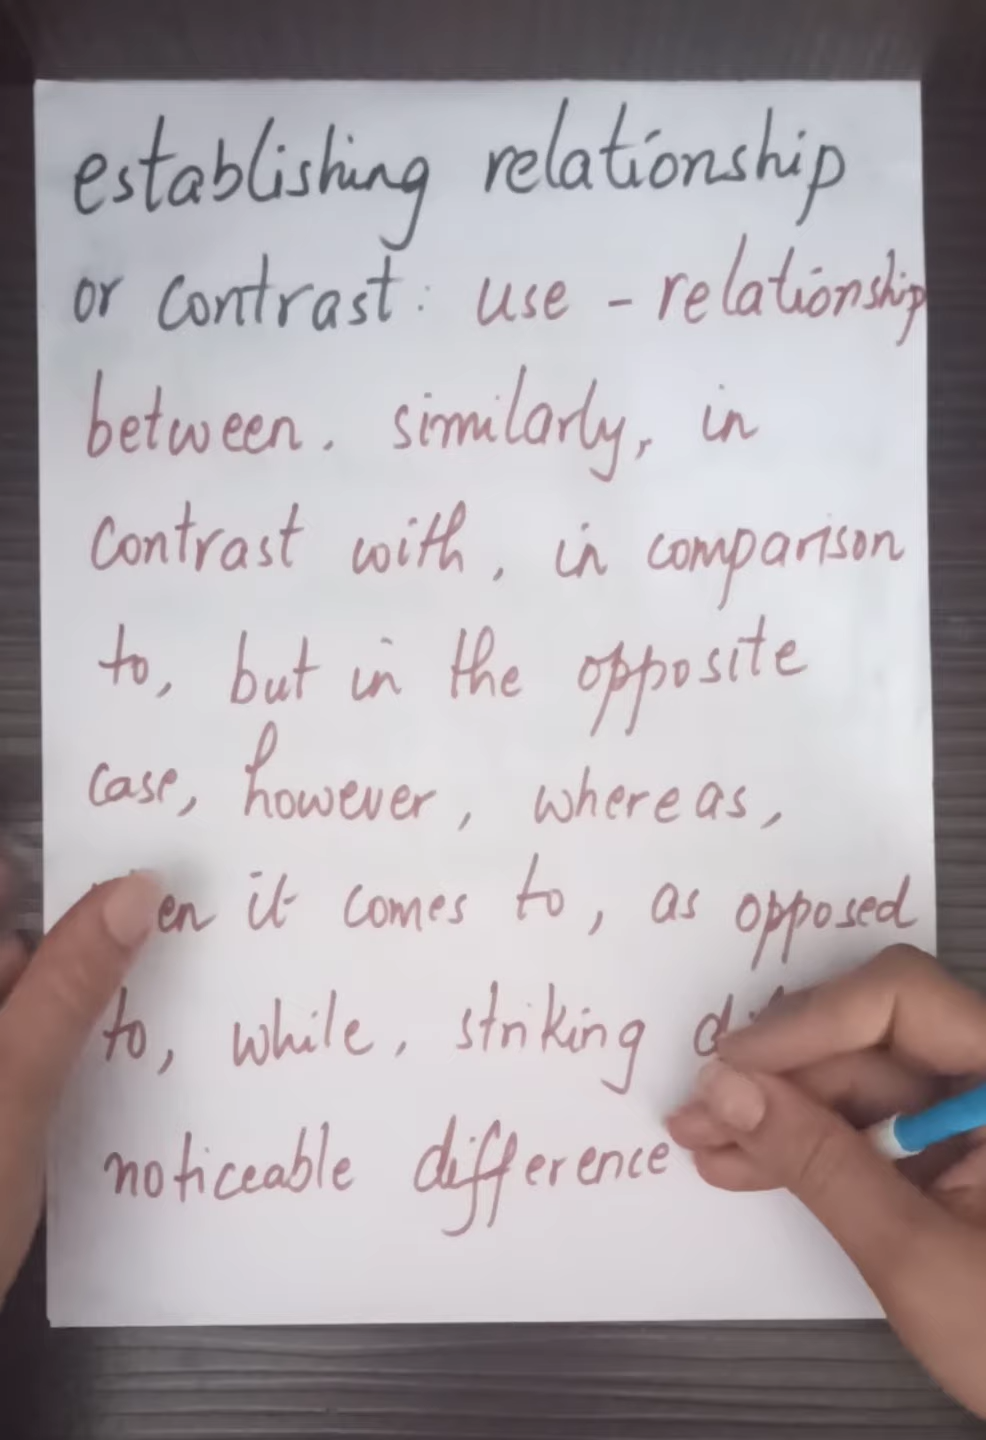 establishing relationship
or contrast: use - relationship
between. similarly, in
contrast with, in comparison
to, but in the opposite
case, however, whereas,
it comes to, as opposed
to, while, striking
noticeable difference